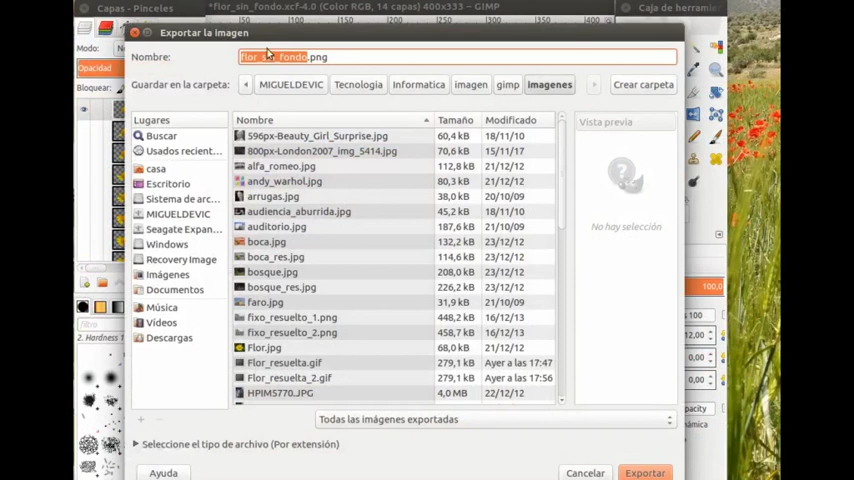 Capas - Pinceles
*flor_sin_fondo.xcf-4.0 (Color RGB, 14 capas) 400x333 – GIMP
Caja de herramie
Exportar la imagen
Modo:
Nombre:
flor_sin_fondo.png
Opacidad
Guardar en la carpeta:
MIGUELDEVIC
Tecnologia
Informatica
imagen
gimp
imagenes
Crear carpeta
Bloquear:
Lugares
Nombre
Tamaño
Modificado
Vista previa
Buscar
Usados recient...
casa
Escritorio
Sistema de arc...
MIGUELDEVIC
Seagate Expan...
Windows
Recovery Image
Imágenes
Documentos
Música
Vídeos
Descargas
596px-Beauty_Girl_Surprise.jpg 60,4 kB 18/11/10
800px-London2007_img_5414.jpg 70,6 kB 15/11/17
alfa_romeo.jpg 112,8 kB 21/12/12
andy_warhol.jpg 80,3 kB 21/12/12
arrugas.jpg 38,0 kB 20/10/09
audiencia_aburrida.jpg 45,2 kB 18/11/10
auditorio.jpg 187,6 kB 21/10/09
boca.jpg 132,2 kB 23/12/12
boca_res.jpg 114,6 kB 23/12/12
bosque.jpg 208,0 kB 23/12/12
bosque_res.jpg 226,2 kB 23/12/12
faro.jpg 31,9 kB 21/10/09
fixo_resuelto_1.png 448,2 kB 16/12/13
fixo_resuelto_2.png 458,7 kB 16/12/13
Flor.jpg 68,0 kB 21/12/12
Flor_resuelta.gif 279,1 kB Ayer a las 17:47
Flor_resuelta_2.gif 279,1 kB Ayer a las 17:56
HPIM5770.JPG 4,0 MB 22/12/12
No hay selección
100,0
filtro
2. Hardness
12,00
0,00
0,00
Todas las imágenes exportadas
Seleccione el tipo de archivo (Por extensión)
Ayuda
Cancelar
Exportar